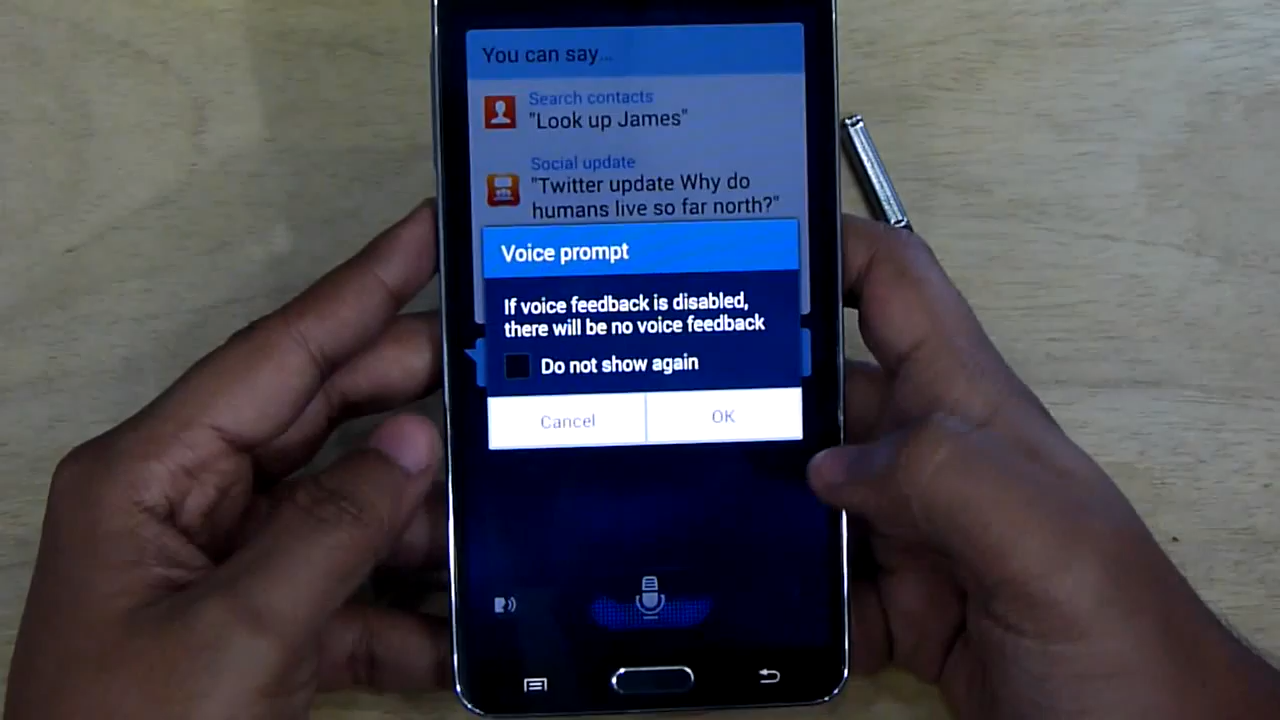 You can say...
Search contacts
"Look up James"
Social update
"Twitter update Why do
humans live so far north?"
Voice prompt
If voice feedback is disabled,
there will be no voice feedback
Do not show again
Cancel
OK